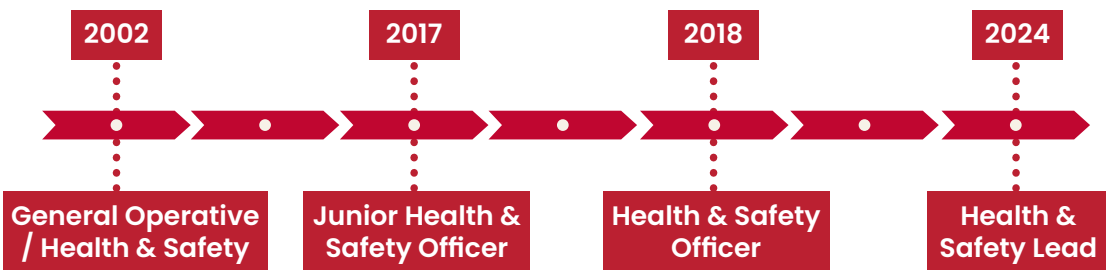 2002
2017
2018
2024
General Operative
/ Health & Safety
Junior Health &
Safety Officer
Health & Safety
Officer
Health &
Safety Lead